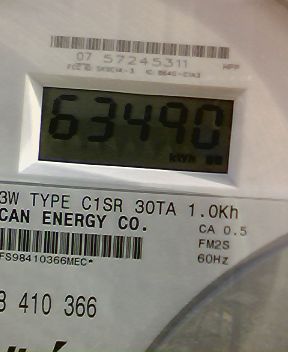 07 57245311
63490
kWh
3W TYPE C1SR 30TA 1.0Kh
CAN ENERGY CO.
CA 0.5
FM2S
60Hz
FS98410366MEC*
410 366